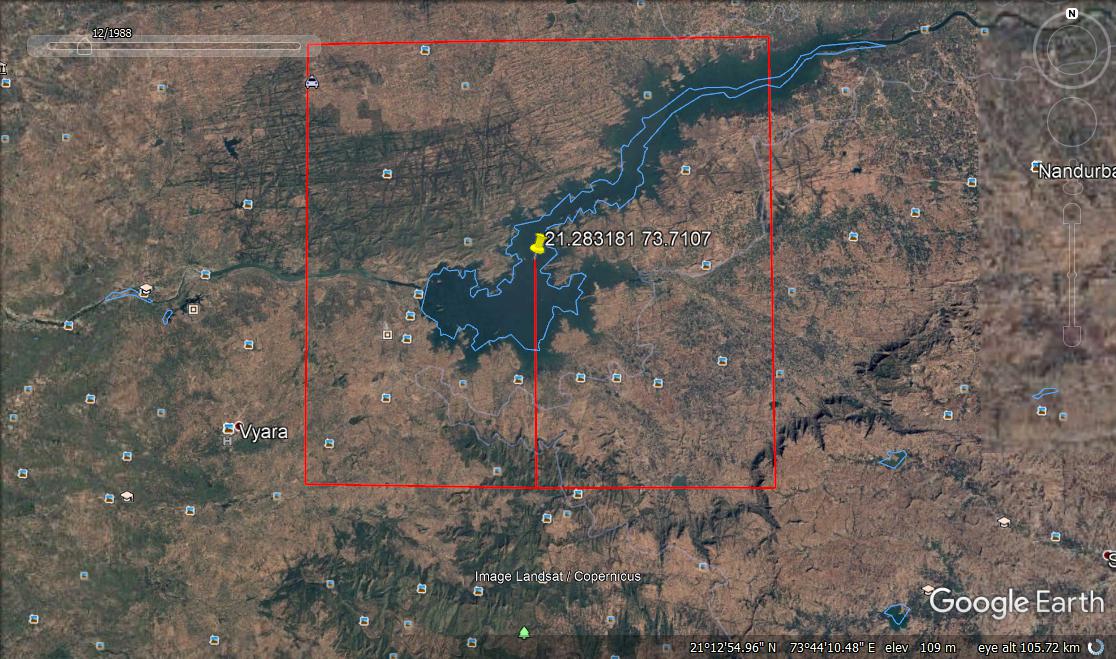 12/1988
N
Nandurba
21.283181 73.7107
Vyara
H
S
Image Landsat / Copernicus
Google Earth
21°12'54.96" N 73°44'10.48" E elev 109 m eye alt 105.72 km